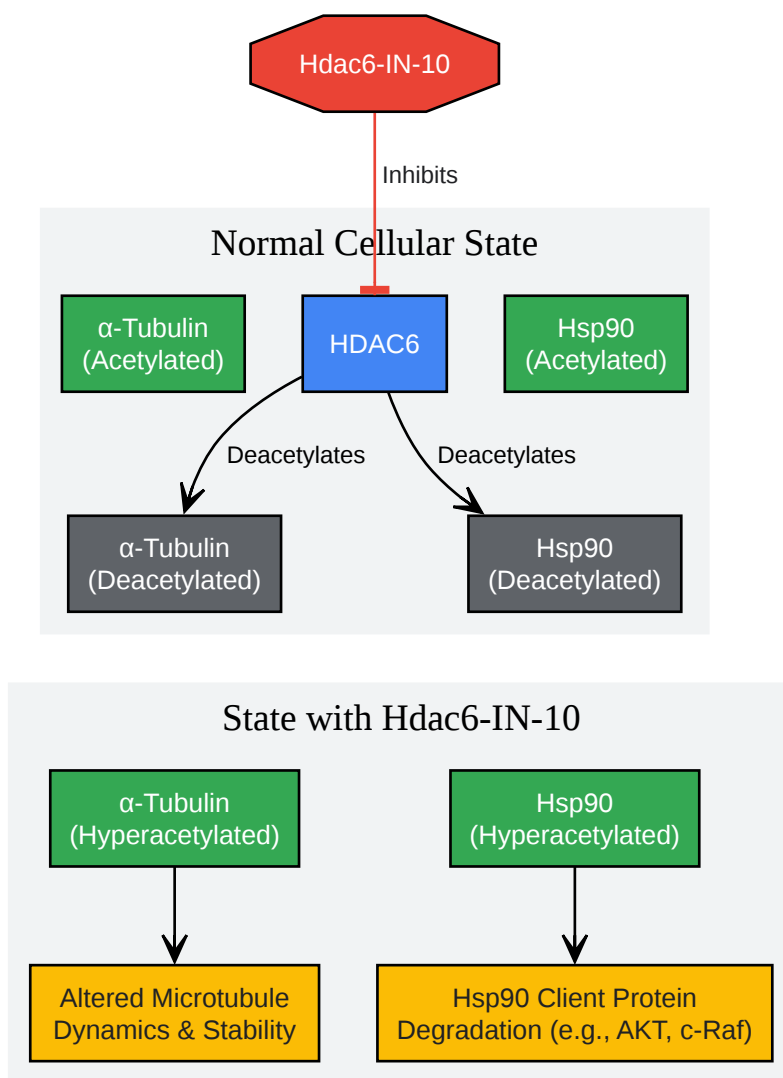 Hdac6-IN-10
Inhibits
Normal Cellular State
α-Tubulin
(Acetylated)
HDAC6
Hsp90
(Acetylated)
Deacetylates
Deacetylates
α-Tubulin
(Deacetylated)
Hsp90
(Deacetylated)
State with Hdac6-IN-10
α-Tubulin
(Hyperacetylated)
Hsp90
(Hyperacetylated)
Altered Microtubule
Dynamics & Stability
Hsp90 Client Protein
Degradation (e.g., AKT, c-Raf)